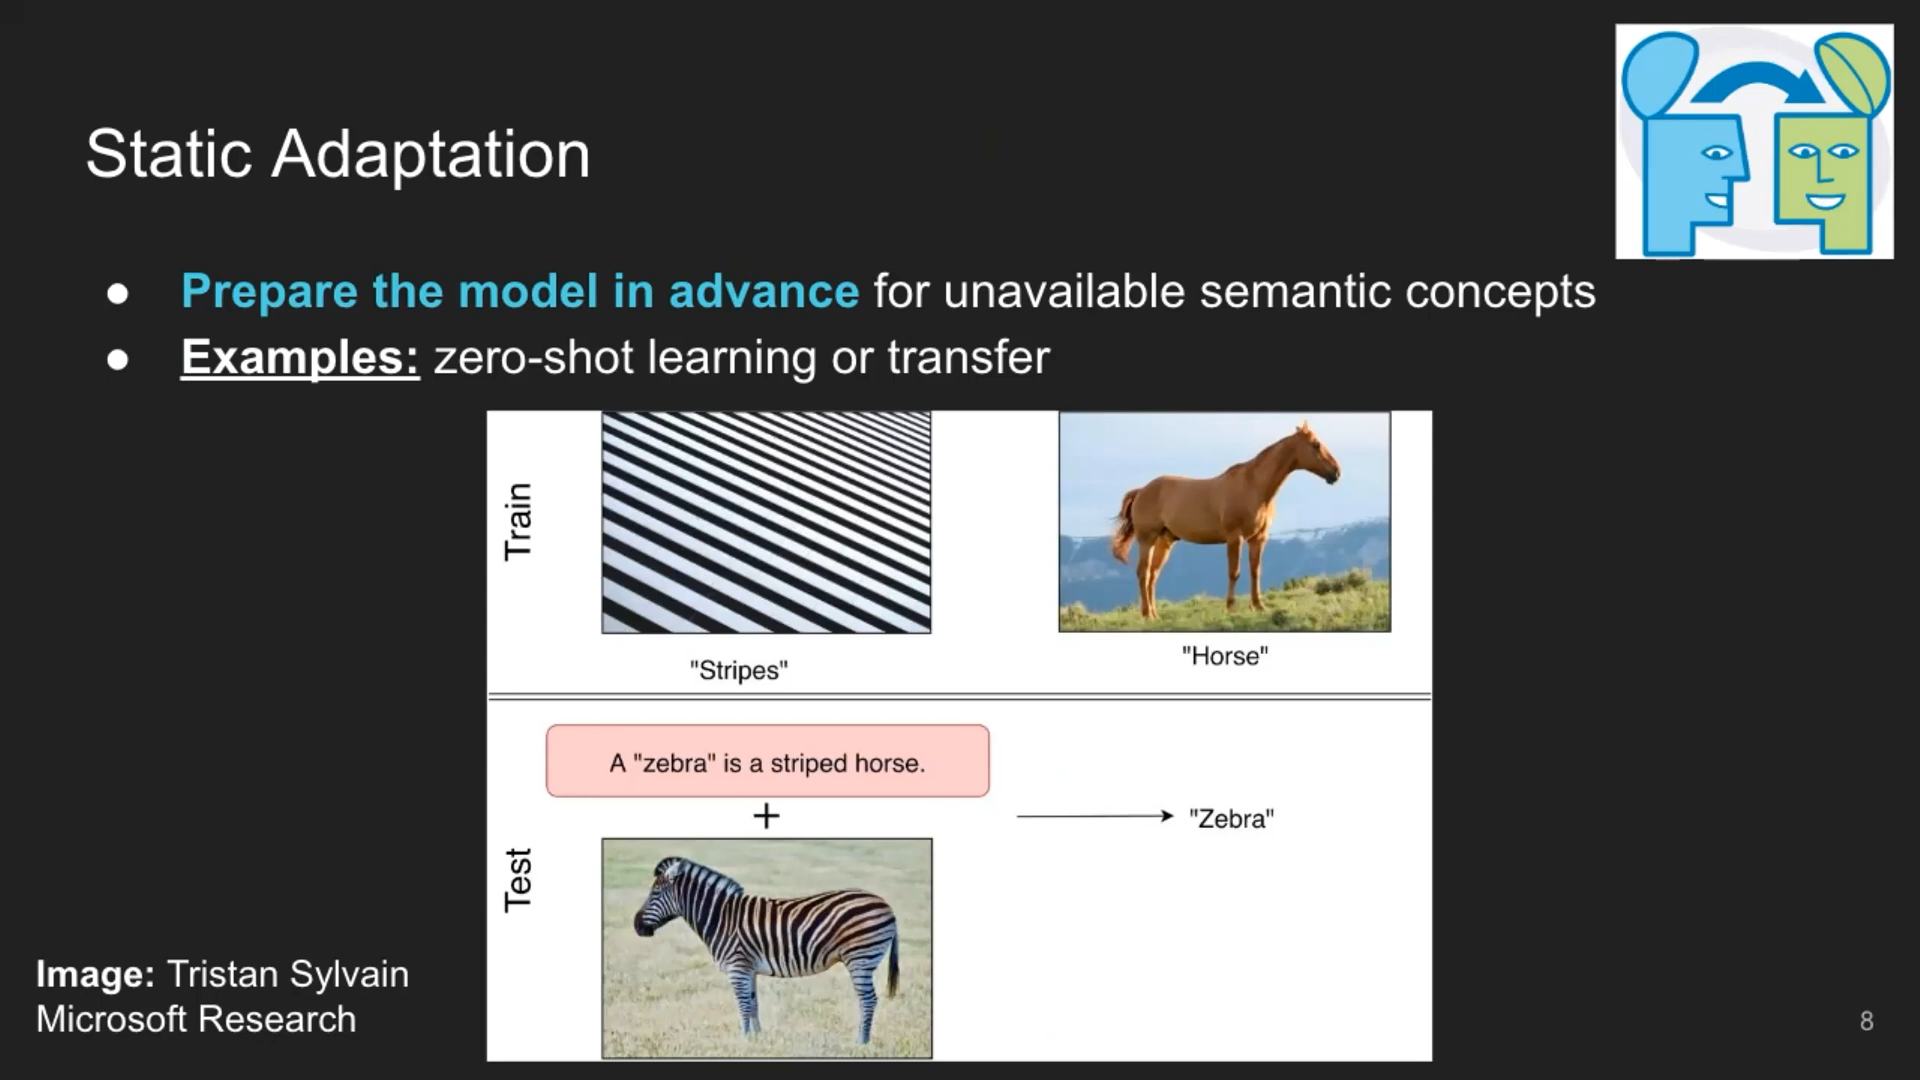 Static Adaptation
● Prepare the model in advance for unavailable semantic concepts
● Examples: zero-shot learning or transfer
Train
"Stripes"
"Horse"
A "zebra" is a striped horse.
+
"Zebra"
Test
Image: Tristan Sylvain
Microsoft Research
8